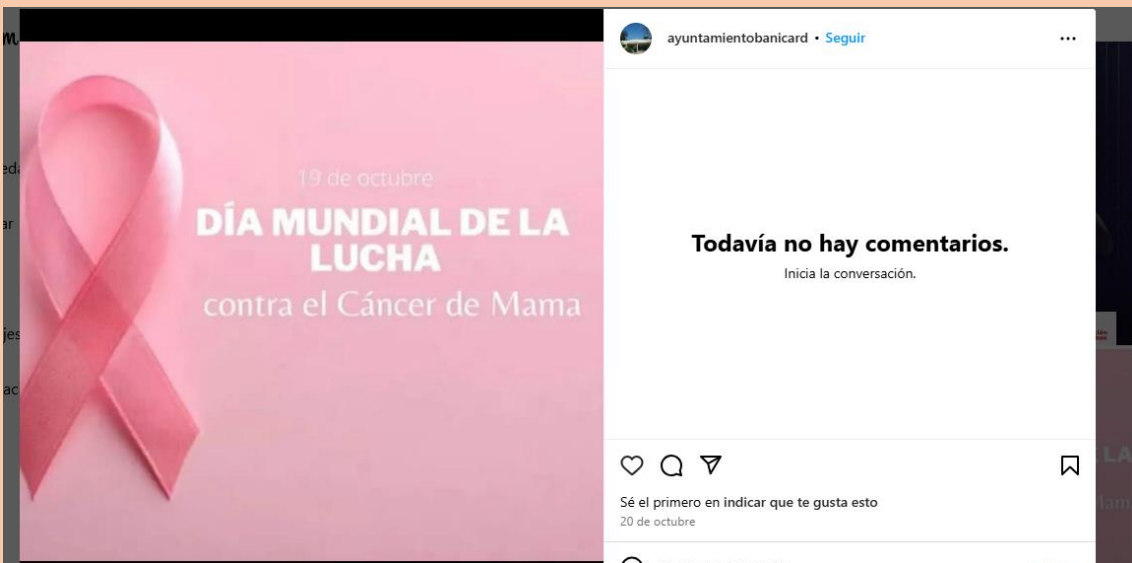 19 de octubre
DÍA MUNDIAL DE LA
LUCHA
contra el Cáncer de Mama
ayuntamientobanicard • Seguir
Todavía no hay comentarios.
Inicia la conversación.
Sé el primero en indicar que te gusta esto
20 de octubre